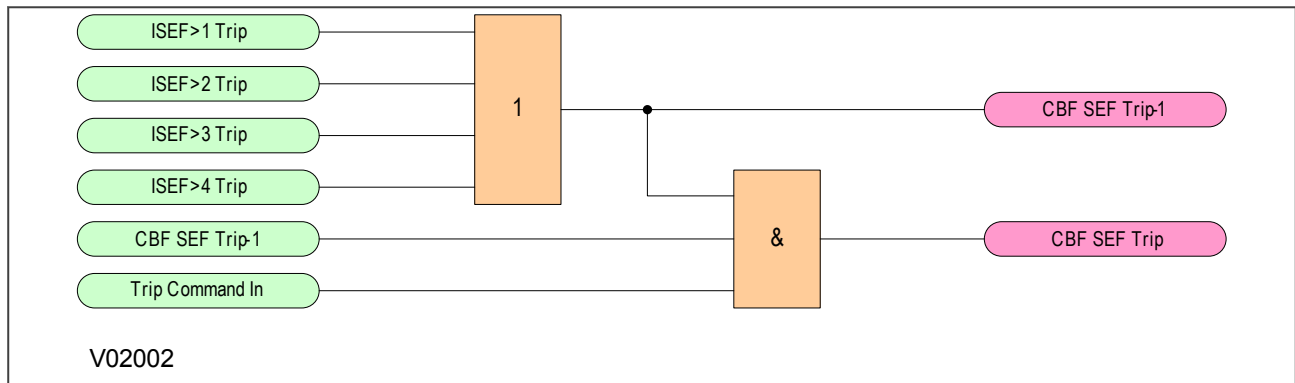 ISEF>1 Trip
ISEF>2 Trip
ISEF>3 Trip
ISEF>4 Trip
CBF SEF Trip-1
Trip Command In
1
&
CBF SEF Trip-1
CBF SEF Trip
V02002